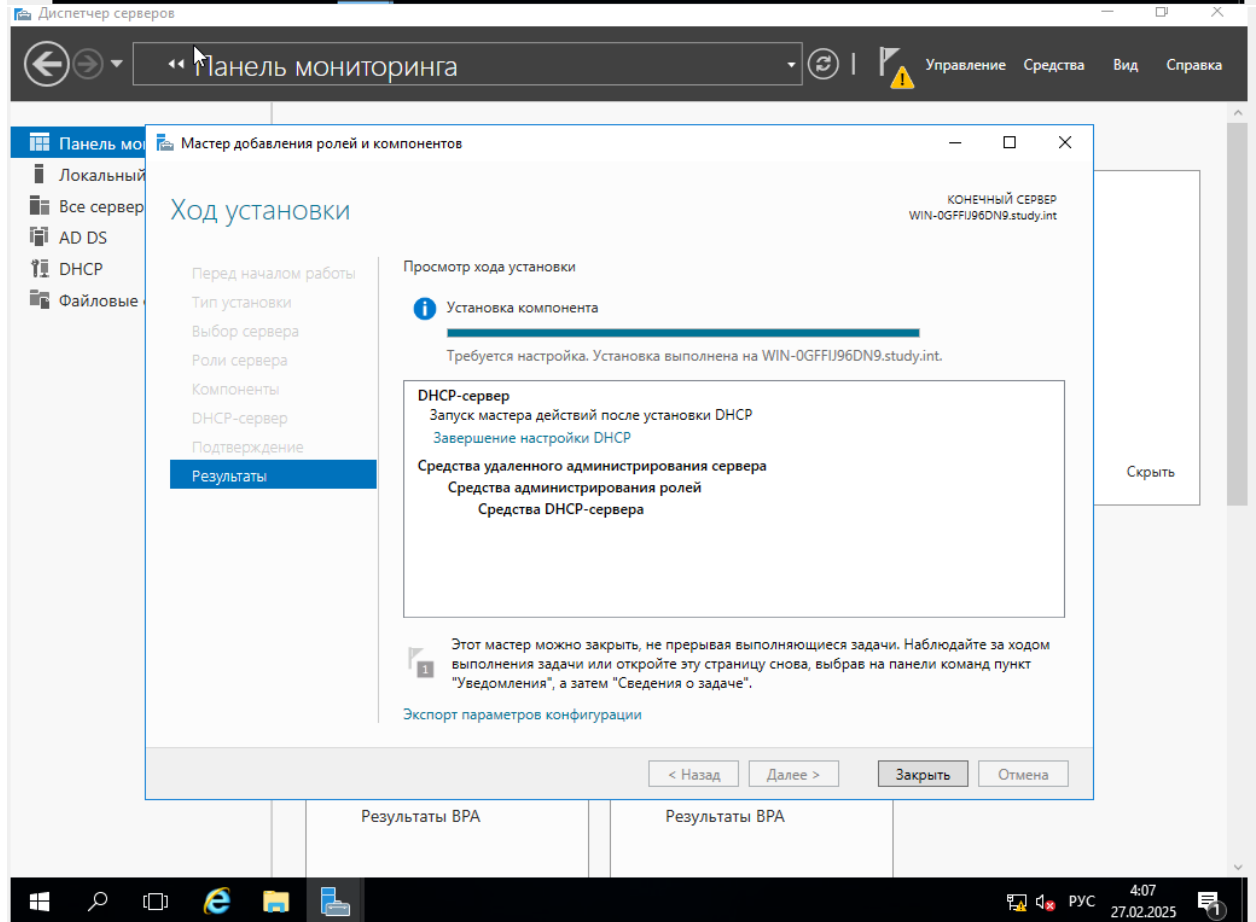 Диспетчер серверов
Панель мониторинга
Управление Средства Вид Справка
Панель мо
Локальный
Все сервер
AD DS
DHCP
Файловые
Мастер добавления ролей и компонентов
Ход установки
КОНЕЧНЫЙ СЕРВЕР
WIN-0GFFIJ96DN9.study.int
Перед началом работы
Тип установки
Выбор сервера
Роли сервера
Компоненты
DHCP-сервер
Подтверждение
Результаты
Просмотр хода установки
Установка компонента
Требуется настройка. Установка выполнена на WIN-0GFFIJ96DN9.study.int.
DHCP-сервер
Запуск мастера действий после установки DHCP
Завершение настройки DHCP
Средства удаленного администрирования сервера
Средства администрирования ролей
Средства DHCP-сервера
1
Этот мастер можно закрыть, не прерывая выполняющиеся задачи. Наблюдайте за ходом
выполнения задачи или откройте эту страницу снова, выбрав на панели команд пункт
"Уведомления", а затем "Сведения о задаче".
Экспорт параметров конфигурации
< Назад Далее > Закрыть Отмена
Скрыть
Результаты BPA Результаты BPA
РУС
4:07
27.02.2025
1